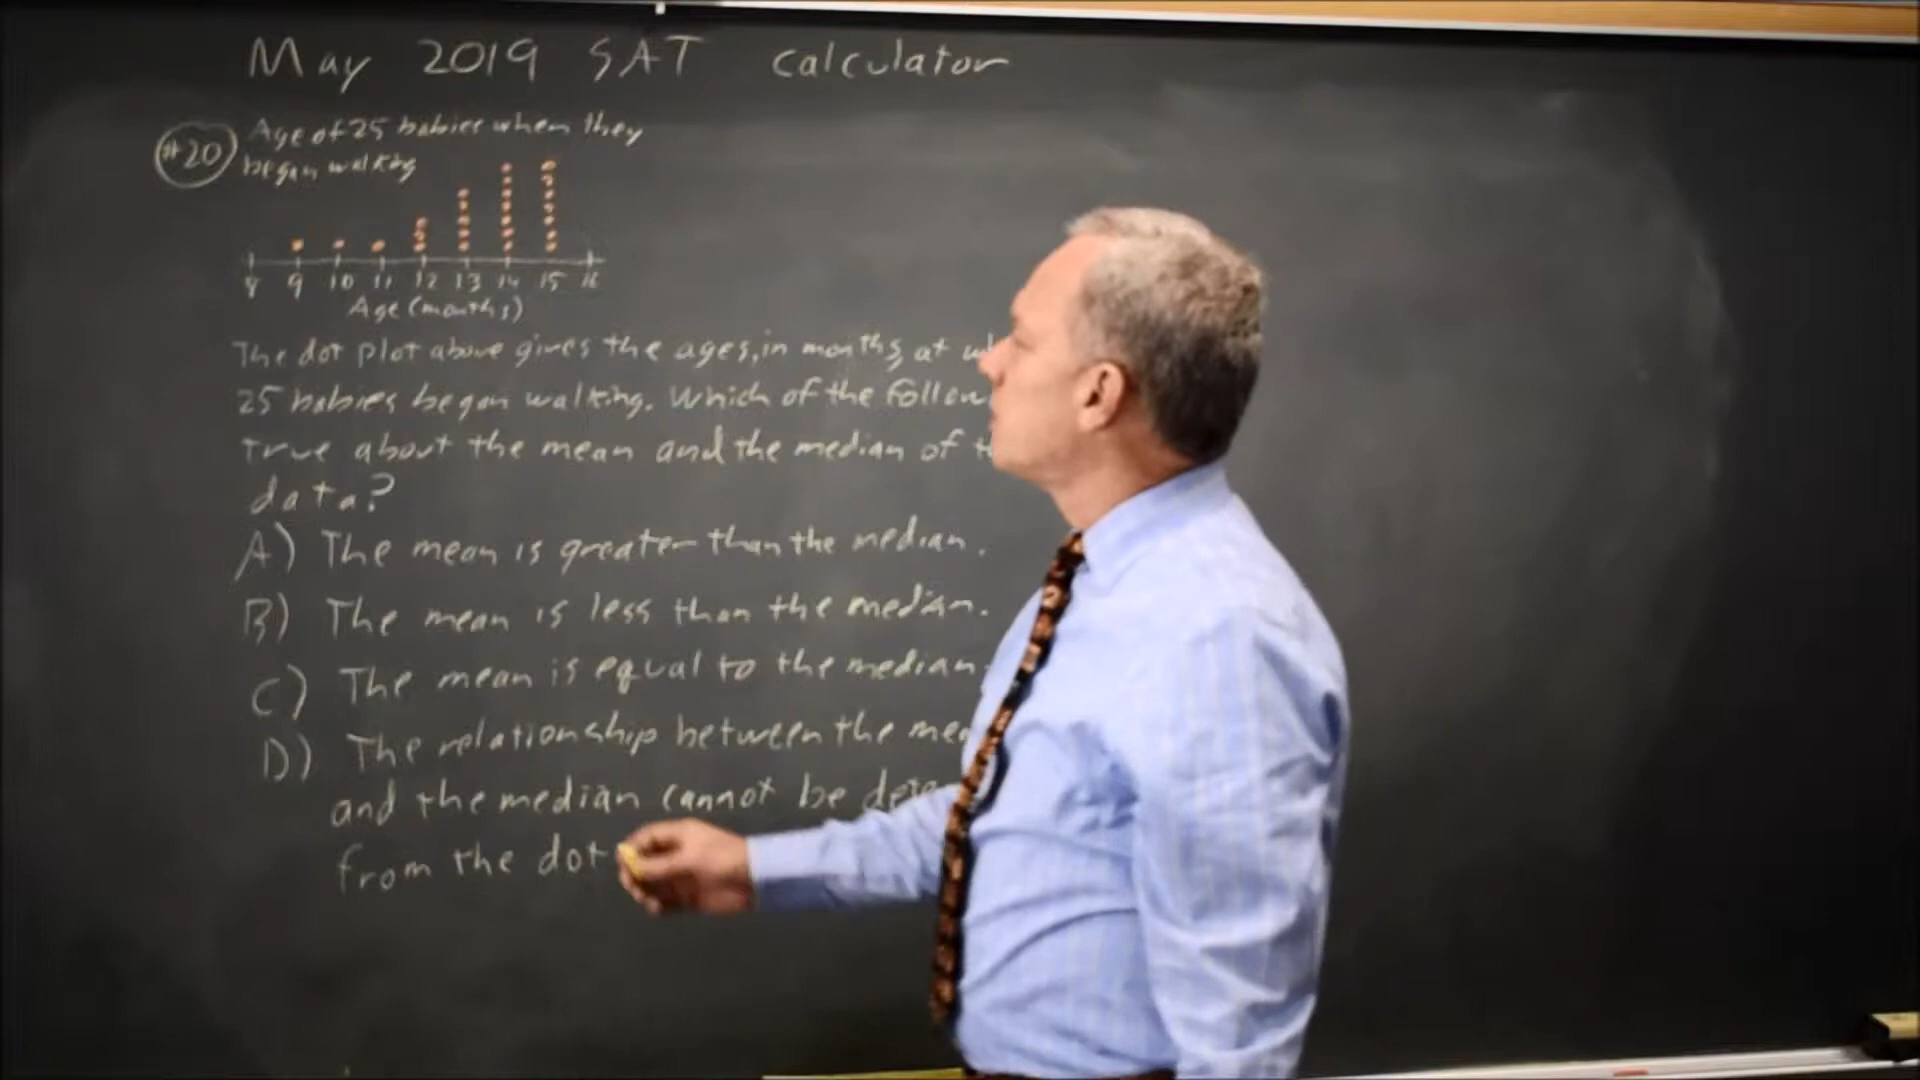 May 2019 SAT calculator
#20 Age of 25 babies when they
began walking
8 9 10 11 12 13 14 15 16
Age (months)
The dot plot above gives the ages, in months, at
25 babies began walking. Which of the
true about the mean and the median of
data?
A) The mean is greater than the median.
B) The mean is less than the median.
C) The mean is equal to the median.
D) The relationship between the
and the median cannot be
from the dot